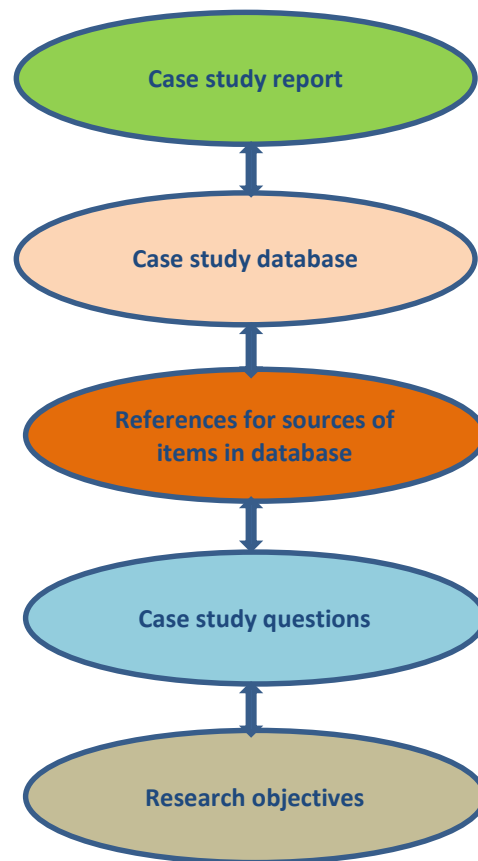 Case study report
Case study database
References for sources of
items in database
Case study questions
Research objectives